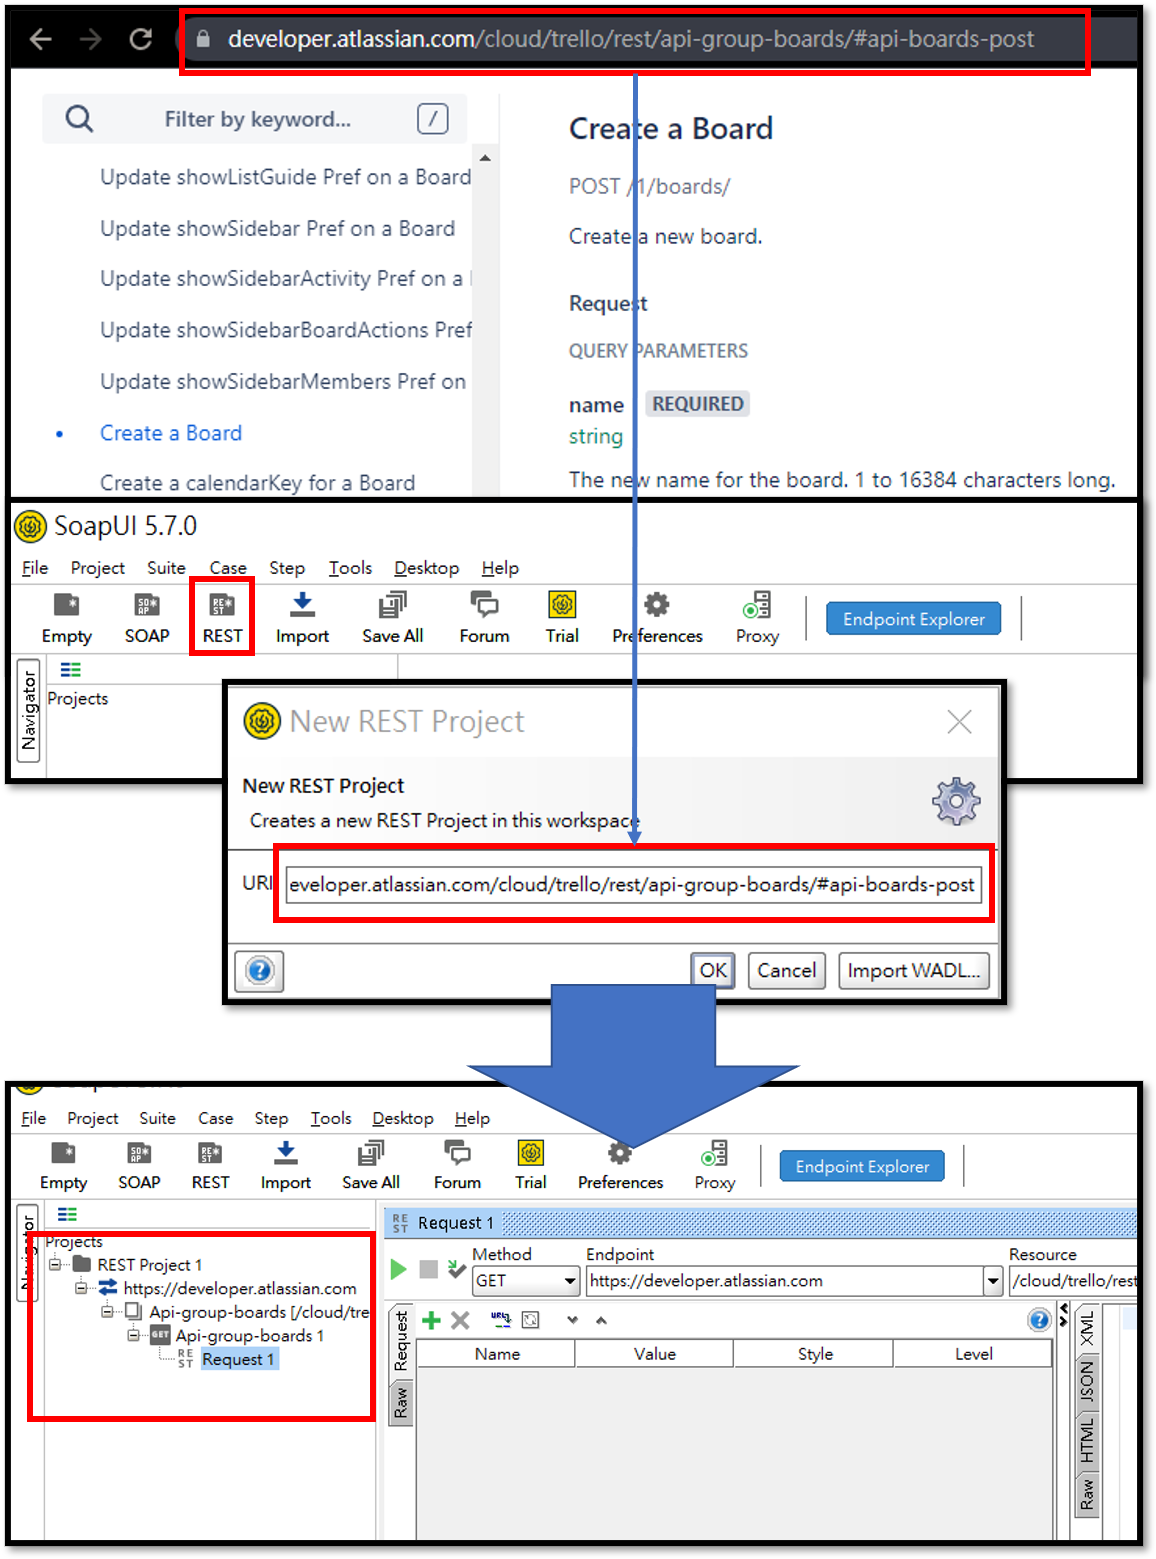 developer.atlassian.com/cloud/trello/rest/api-group-boards/#api-boards-post
Filter by keyword... /
Update showListGuide Pref on a Board
Update showSidebar Pref on a Board
Update showSidebarActivity Pref on a
Update showSidebarBoardActions Pref
Update showSidebarMembers Pref on
Create a Board
Create a calendarKey for a Board
Create a Board
POST /1/boards/
Create a new board.
Request
QUERY PARAMETERS
name REQUIRED
string
The new name for the board. 1 to 16384 characters long.
SoapUI 5.7.0
File Project Suite Case Step Tools Desktop Help
Empty SOAP REST Import Save All Forum Trial Preferences Proxy Endpoint Explorer
Navigator
Projects
New REST Project
New REST Project
Creates a new REST Project in this workspace
URI eveloper.atlassian.com/cloud/trello/rest/api-group-boards/#api-boards-post
OK Cancel Import WADL...
File Project Suite Case Step Tools Desktop Help
Empty SOAP REST Import Save All Forum Trial Preferences Proxy Endpoint Explorer
Navigator
Projects
REST Project 1
https://developer.atlassian.com
Api-group-boards [/cloud/tre
GET Api-group-boards 1
REST Request 1
REST Request 1
Method Endpoint Resource
GET https://developer.atlassian.com /cloud/trello/rest
Request
Raw
Name Value Style Level
XML
JSON
HTML
Raw